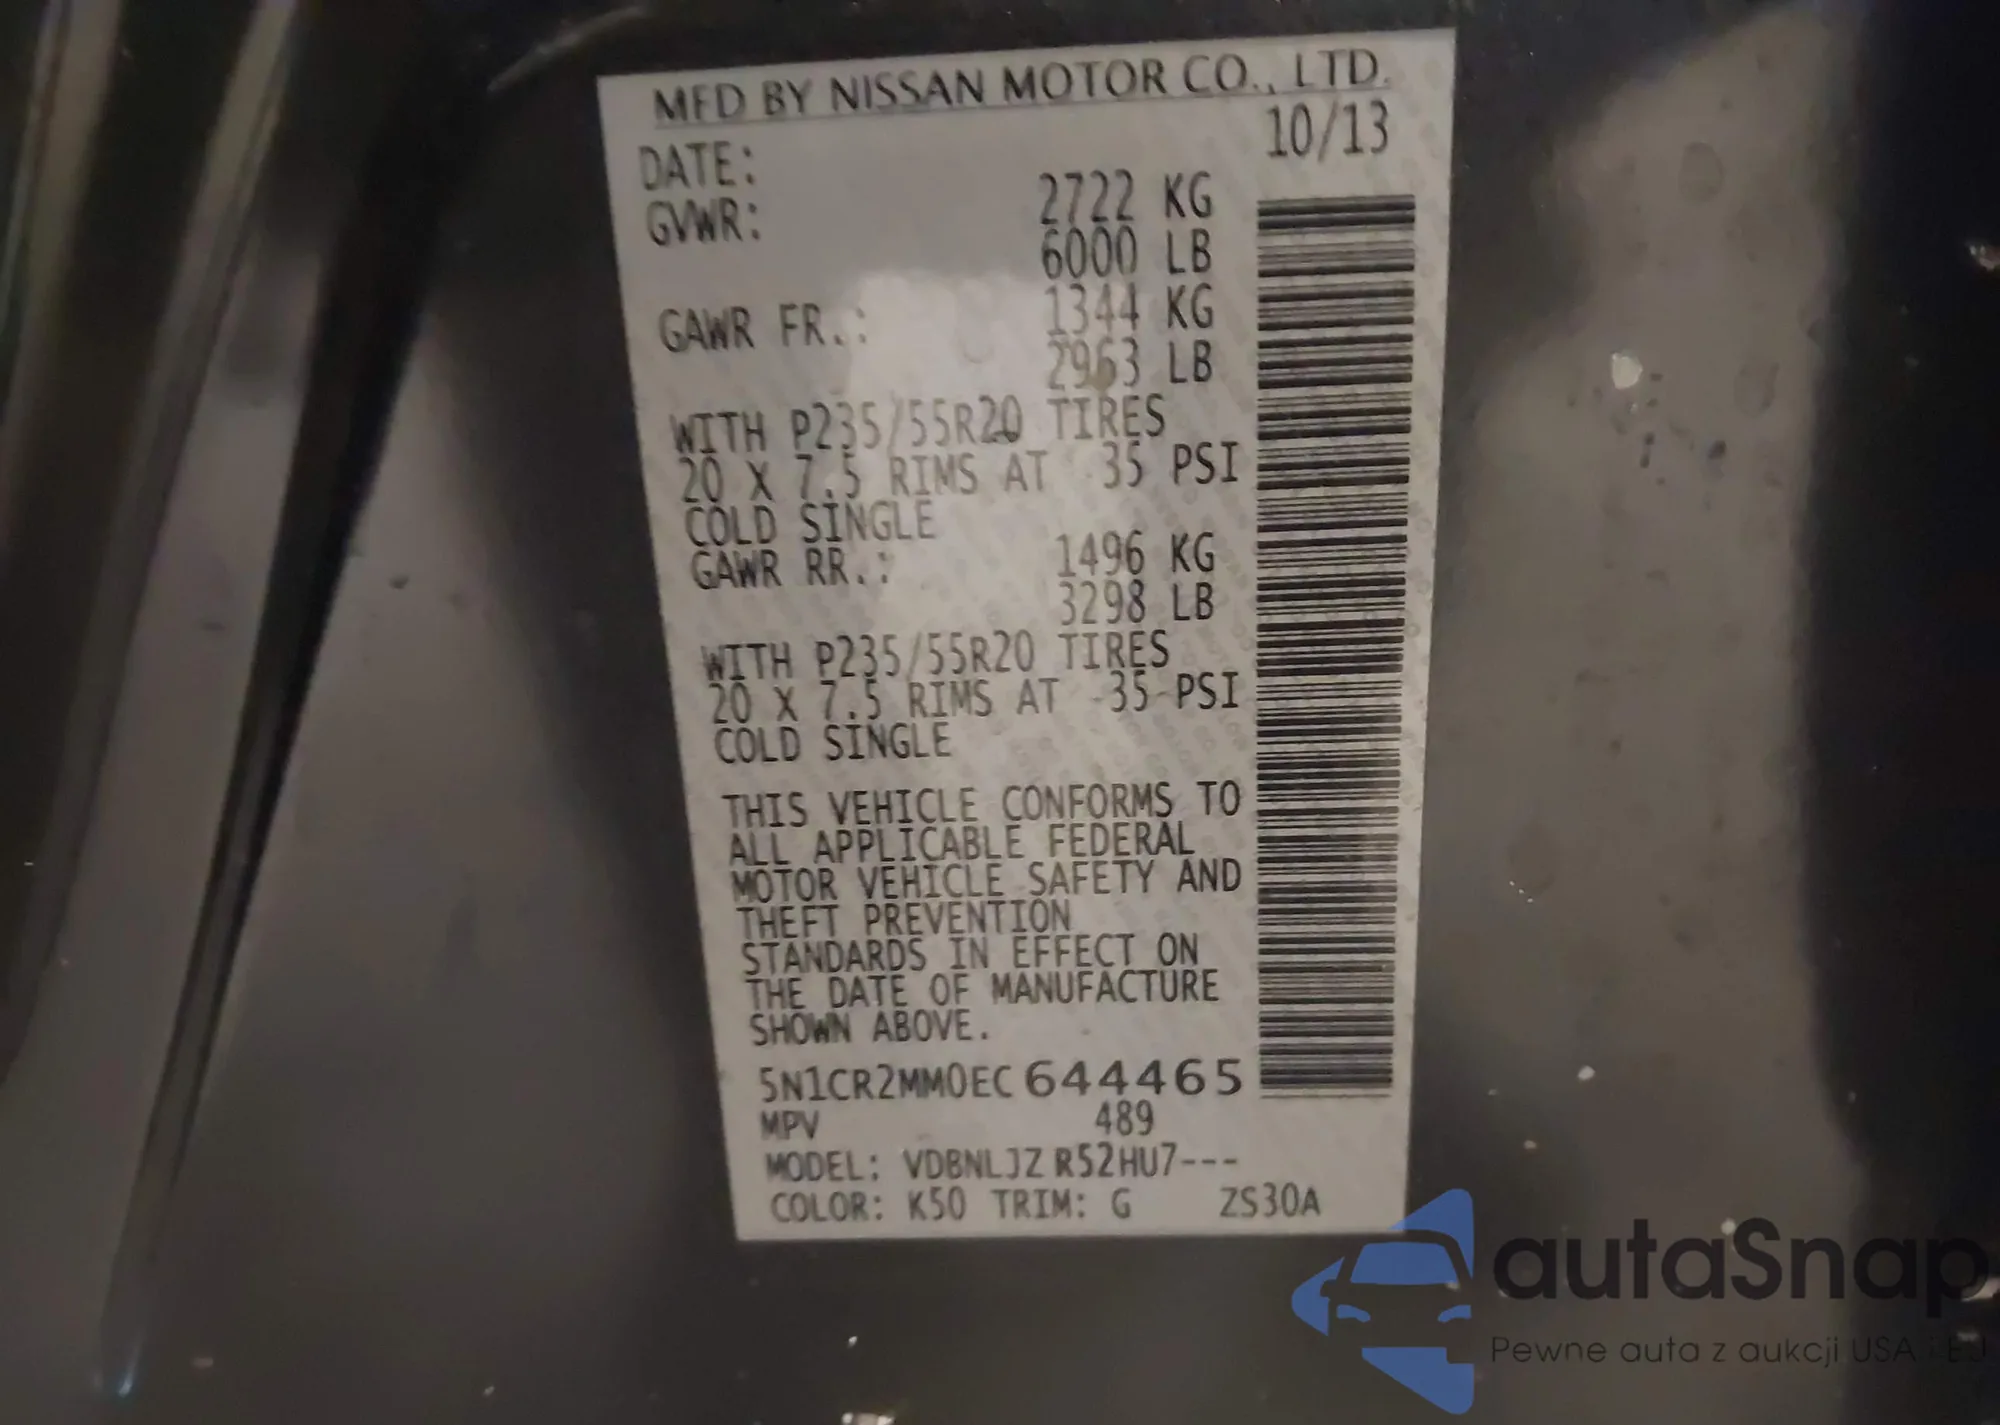 MFD BY NISSAN MOTOR CO., LTD.
DATE: 10/13
GVWR: 2722 KG
6000 LB
GAWR FR.: 1344 KG
2963 LB
WITH P235/55R20 TIRES
20 X 7.5 RIMS AT 35 PSI
COLD SINGLE
GAWR RR.: 1496 KG
3298 LB
WITH P235/55R20 TIRES
20 X 7.5 RIMS AT 35 PSI
COLD SINGLE
THIS VEHICLE CONFORMS TO
ALL APPLICABLE FEDERAL
MOTOR VEHICLE SAFETY AND
THEFT PREVENTION
STANDARDS IN EFFECT ON
THE DATE OF MANUFACTURE
SHOWN ABOVE.
5N1CR2MM0EC644465
MPV 489
MODEL: VDBNLJZ R52HU7---
COLOR: K50 TRIM: G ZS30A
autaSnap
Pewne auta z aukcji USA i EU